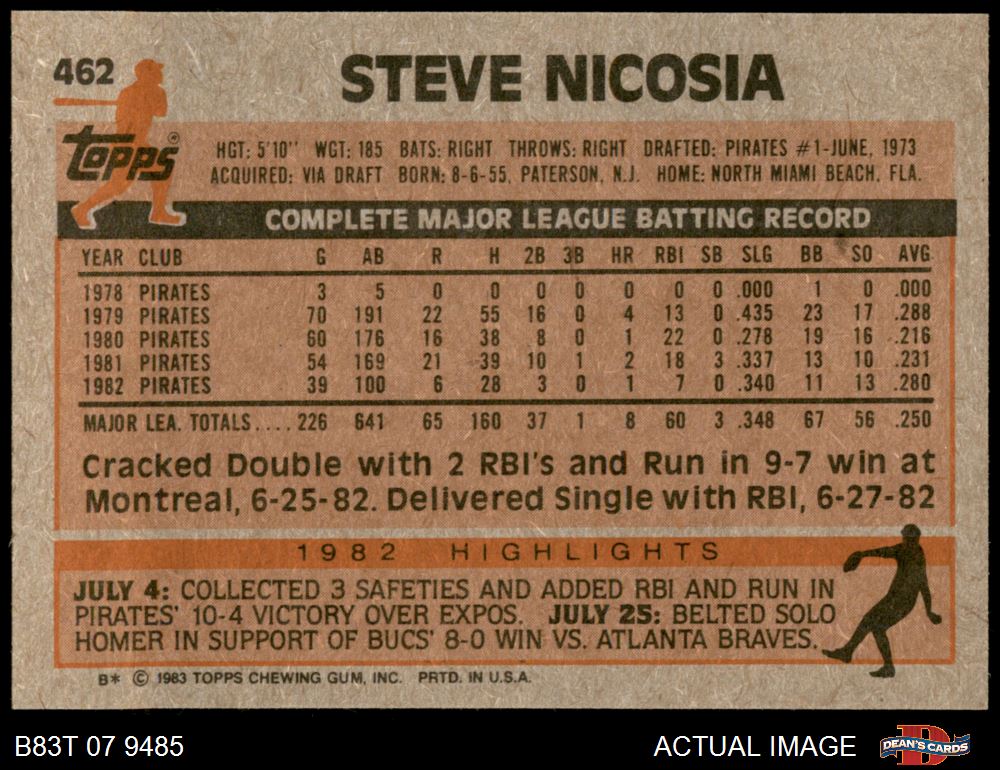 462
STEVE NICOSIA
Topps®
HGT: 5'10" WGT: 185 BATS: RIGHT THROWS: RIGHT DRAFTED: PIRATES #1-JUNE, 1973
ACQUIRED: VIA DRAFT BORN: 8-6-55, PATERSON, N.J. HOME: NORTH MIAMI BEACH, FLA.
COMPLETE MAJOR LEAGUE BATTING RECORD
YEAR CLUB G AB R H 2B 3B HR RBI SB SLG BB SO AVG
1978 PIRATES 3 5 0 0 0 0 0 0 0 .000 1 0 .000
1979 PIRATES 70 191 22 55 16 0 4 13 0 .435 23 17 .288
1980 PIRATES 60 176 16 38 8 0 1 22 0 .278 19 16 .216
1981 PIRATES 54 169 21 39 10 1 2 18 3 .337 13 10 .231
1982 PIRATES 39 100 6 28 3 0 1 7 0 .340 11 13 .280
MAJOR LEA. TOTALS.... 226 641 65 160 37 1 8 60 3 .348 67 56 .250
Cracked Double with 2 RBI's and Run in 9-7 win at
Montreal, 6-25-82. Delivered Single with RBI, 6-27-82
1982 HIGHLIGHTS
JULY 4: COLLECTED 3 SAFETIES AND ADDED RBI AND RUN IN
PIRATES' 10-4 VICTORY OVER EXPOS. JULY 25: BELTED SOLO
HOMER IN SUPPORT OF BUCS' 8-0 WIN VS. ATLANTA BRAVES.
B* © 1983 TOPPS CHEWING GUM, INC. PRTD. IN U.S.A.
B83T 07 9485
ACTUAL IMAGE
D
DEAN'S CARDS